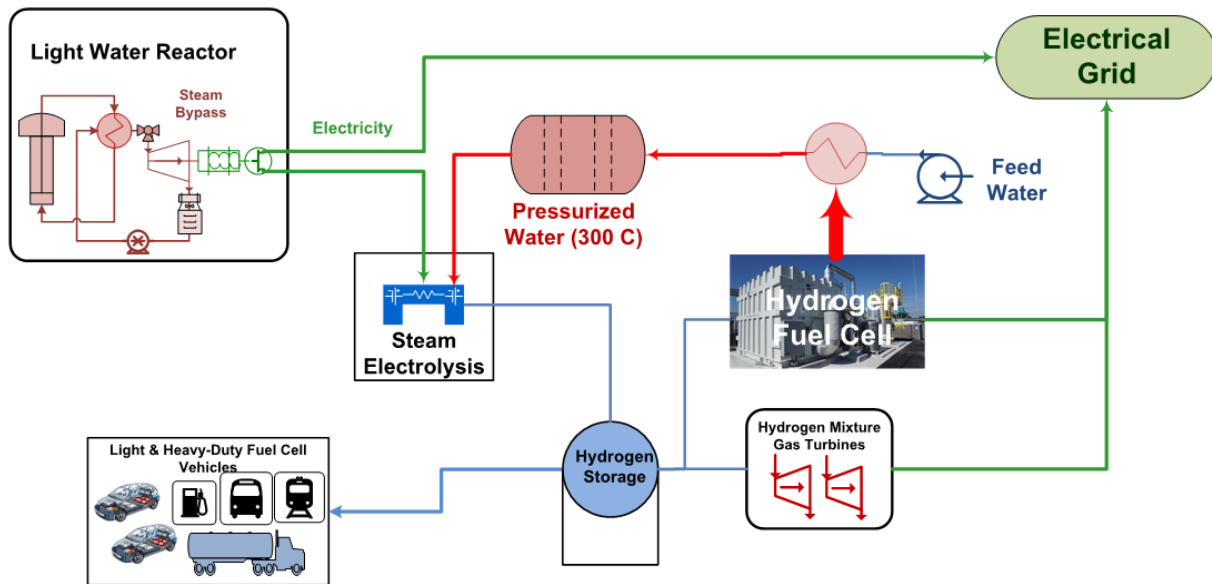 Light Water Reactor
Steam
Bypass
Electricity
Electrical
Grid
Pressurized
Water (300 C)
Feed
Water
Hydrogen
Fuel Cell
Steam
Electrolysis
Hydrogen
Storage
Hydrogen Mixture
Gas Turbines
Light & Heavy-Duty Fuel Cell
Vehicles